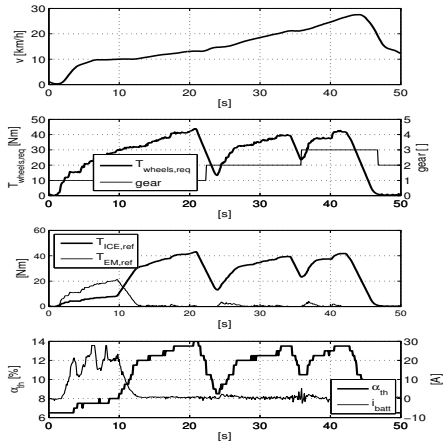 30
20
10
0
v [km/h]
0 10 20 30 40 50
[s]
50
40
30
20
10
0
T_wheels,req [Nm]
T_wheels,req
gear
5
4
3
2
1
0
gear [ ]
0 10 20 30 40 50
[s]
60
40
20
0
[Nm]
T_ICE,ref
T_EM,ref
0 10 20 30 40 50
[s]
14
12
10
8
6
α_th [%]
30
20
10
0
−10
[A]
α_th
i_batt
0 10 20 30 40 50
[s]